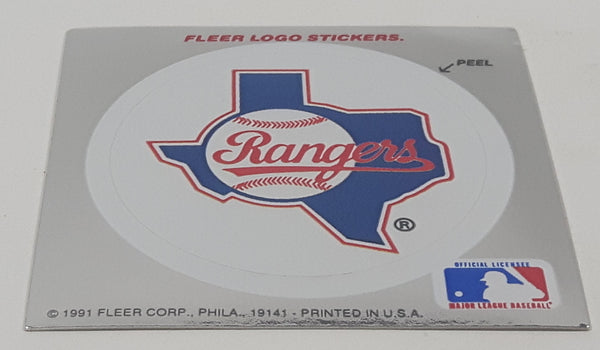 FLEER LOGO STICKERS.
PEEL
Rangers
®
OFFICIAL LICENSEE
MAJOR LEAGUE BASEBALL
© 1991 FLEER CORP., PHILA., 19141 - PRINTED IN U.S.A.